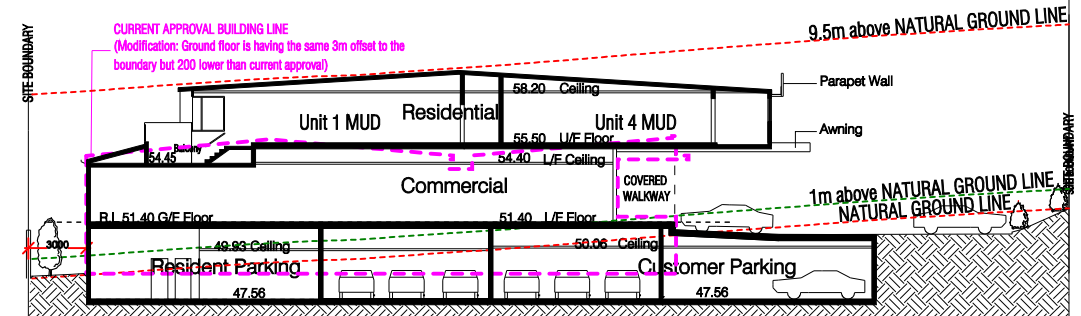 CURRENT APPROVAL BUILDING LINE
(Modification: Ground floor is having the same 3m offset to the
boundary but 200 lower than current approval)
SITE BOUNDARY
9.5m above NATURAL GROUND LINE
58.20 Ceiling
Parapet Wall
Residential
Unit 1 MUD
Unit 4 MUD
55.50 U/F Floor
Awning
Balcony
54.45
54.40 L/F Ceiling
Commercial
COVERED
WALKWAY
SITE BOUNDARY
1m above NATURAL GROUND LINE
NATURAL GROUND LINE
R.L 51.40 G/F Floor
51.40 L/F Floor
3000
49.93 Ceiling
50.06 Ceiling
Resident Parking
Customer Parking
47.56
47.56